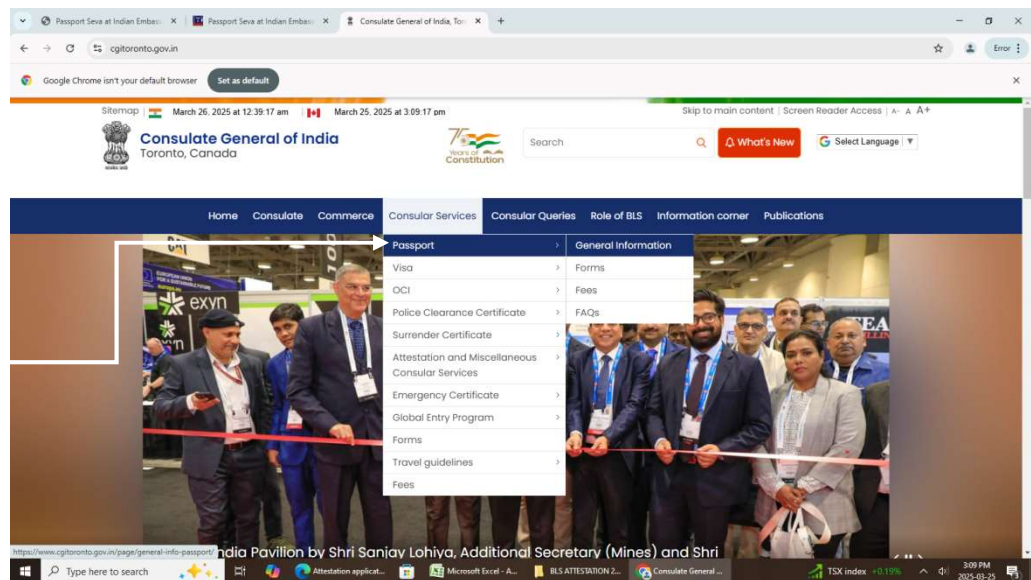 Passport Seva at Indian Embass
Passport Seva at Indian Embass
Consulate General of India, Toro
cgitoronto.gov.in
Error
Google Chrome isn't your default browser
Set as default
Sitemap
March 26, 2025 at 12:39:17 am
March 25, 2025 at 3:09:17 pm
Skip to main content | Screen Reader Access | A- A A+
Consulate General of India
Toronto, Canada
75
Years of
Constitution
Search
What's New
G Select Language ▼
Home Consulate Commerce Consular Services Consular Queries Role of BLS Information corner Publications
Passport
General Information
Visa
Forms
OCI
Fees
Police Clearance Certificate
FAQs
Surrender Certificate
Attestation and Miscellaneous
Consular Services
Emergency Certificate
Global Entry Program
Forms
Travel guidelines
Fees
exyn
ndia Pavilion by Shri Sanjay Lohiya, Additional Secretary (Mines) and Shri
https://www.cgitoronto.gov.in/page/general-info-passport/
Type here to search
Attestation applicat...
Microsoft Excel - A...
BLS ATTESTATION 2...
Consulate General ...
TSX index +0.19%
3:09 PM
2025-03-25